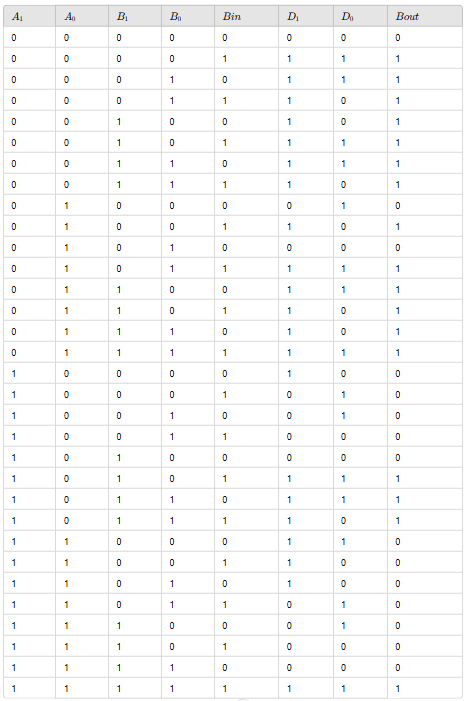 A₁ A₀ B₁ B₀ Bin D₁ D₀ Bout
0 0 0 0 0 0 0 0
0 0 0 0 1 1 1 1
0 0 0 1 0 1 1 1
0 0 0 1 1 1 0 1
0 0 1 0 0 1 0 1
0 0 1 0 1 1 1 1
0 0 1 1 0 1 1 1
0 0 1 1 1 1 0 1
0 1 0 0 0 0 1 0
0 1 0 0 1 1 0 1
0 1 0 1 0 0 0 0
0 1 0 1 1 1 1 1
0 1 1 0 0 1 1 1
0 1 1 0 1 1 0 1
0 1 1 1 0 1 0 1
0 1 1 1 1 1 1 1
1 0 0 0 0 1 0 0
1 0 0 0 1 0 1 0
1 0 0 1 0 0 1 0
1 0 0 1 1 0 0 0
1 0 1 0 0 0 0 0
1 0 1 0 1 1 1 1
1 0 1 1 0 1 1 1
1 0 1 1 1 1 0 1
1 1 0 0 0 1 1 0
1 1 0 0 1 1 0 0
1 1 0 1 0 1 0 0
1 1 0 1 1 0 1 0
1 1 1 0 0 0 1 0
1 1 1 0 1 0 0 0
1 1 1 1 0 0 0 0
1 1 1 1 1 1 1 1